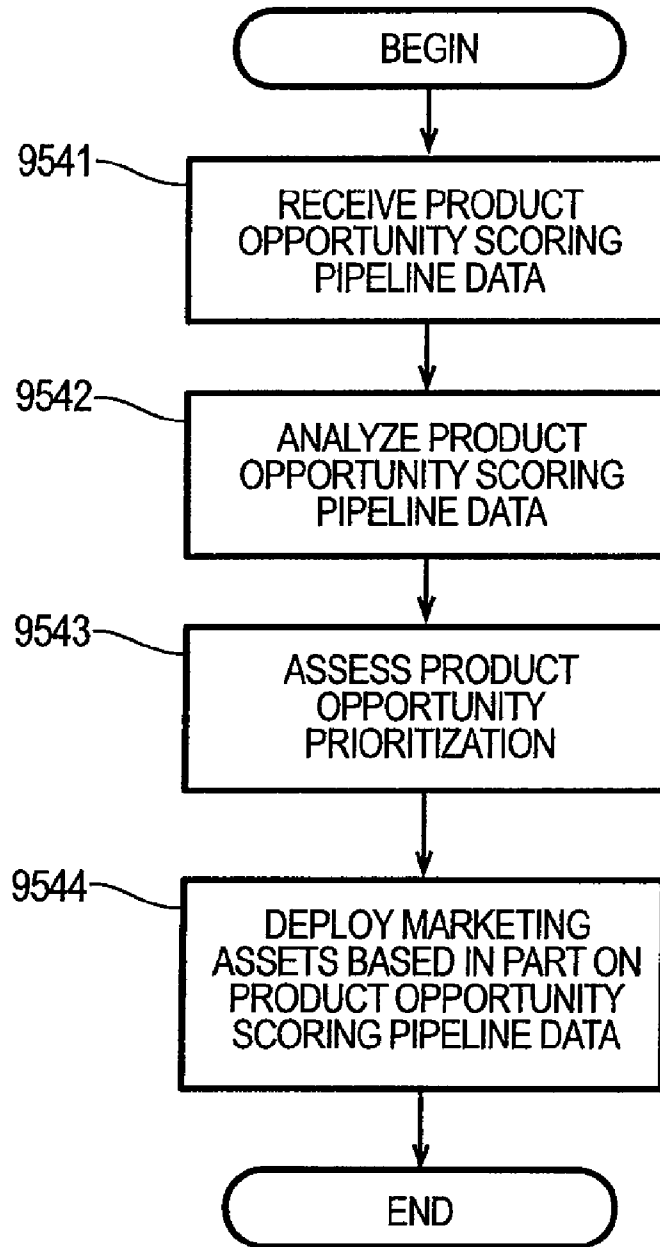 BEGIN
9541
RECEIVE PRODUCT
OPPORTUNITY SCORING
PIPELINE DATA
9542
ANALYZE PRODUCT
OPPORTUNITY SCORING
PIPELINE DATA
9543
ASSESS PRODUCT
OPPORTUNITY
PRIORITIZATION
9544
DEPLOY MARKETING
ASSETS BASED IN PART ON
PRODUCT OPPORTUNITY
SCORING PIPELINE DATA
END